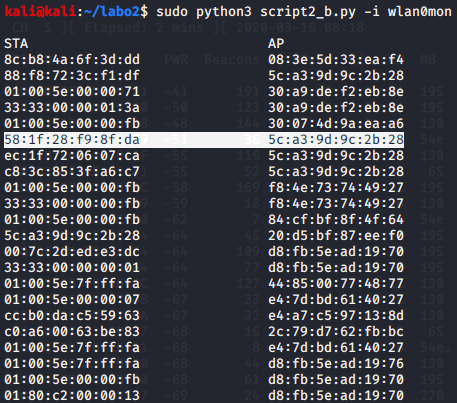 kali@kali:~/labo2$ sudo python3 script2_b.py -i wlan0mon
STA AP
8c:b8:4a:6f:3d:dd 08:3e:5d:33:ea:f4
88:f8:72:3c:f1:df 5c:a3:9d:9c:2b:28
01:00:5e:00:00:71 30:a9:de:f2:eb:8e
33:33:00:00:01:3a 30:a9:de:f2:eb:8e
01:00:5e:00:00:fb 30:07:4d:9a:ea:a6
58:1f:28:f9:8f:da 5c:a3:9d:9c:2b:28
ec:1f:72:06:07:ca 5c:a3:9d:9c:2b:28
c8:3c:85:3f:a6:c7 5c:a3:9d:9c:2b:28
01:00:5e:00:00:fb f8:4e:73:74:49:27
33:33:00:00:00:fb f8:4e:73:74:49:27
01:00:5e:00:00:fb 84:cf:bf:8f:4f:64
5c:a3:9d:9c:2b:28 20:d5:bf:87:ee:f0
00:7c:2d:ed:e3:dc d8:fb:5e:ad:19:70
33:33:00:00:00:01 d8:fb:5e:ad:19:70
01:00:5e:7f:ff:fa 44:85:00:77:48:77
01:00:5e:00:00:07 e4:7d:bd:61:40:27
cc:b0:da:c5:59:63 e4:a7:c5:97:13:8d
c0:a6:00:63:be:83 2c:79:d7:62:fb:bc
01:00:5e:7f:ff:fa e4:7d:bd:61:40:27
01:00:5e:7f:ff:fa d8:fb:5e:ad:19:76
01:00:5e:00:00:fb d8:fb:5e:ad:19:70
01:80:c2:00:00:13 d8:fb:5e:ad:19:70